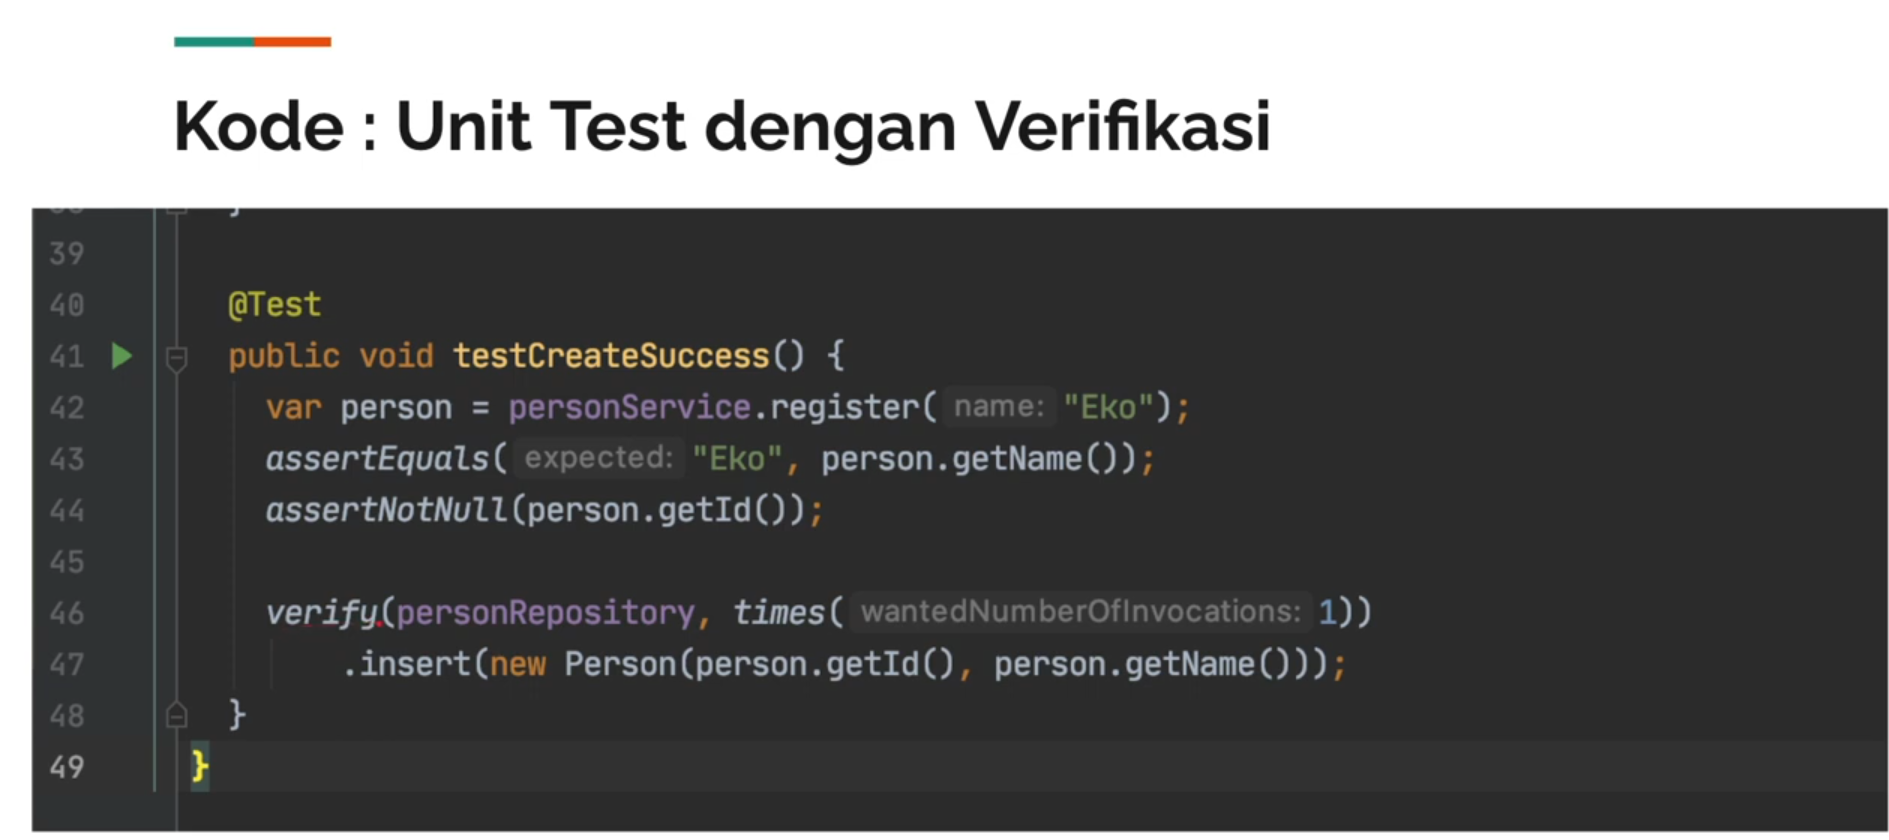 Kode : Unit Test dengan Verifikasi
}
39
40 @Test
41 public void testCreateSuccess() {
42 var person = personService.register( name: "Eko");
43 assertEquals( expected: "Eko", person.getName());
44 assertNotNull(person.getId());
45
46 verify(personRepository, times( wantedNumberOfInvocations: 1))
47 .insert(new Person(person.getId(), person.getName()));
48 }
49 }